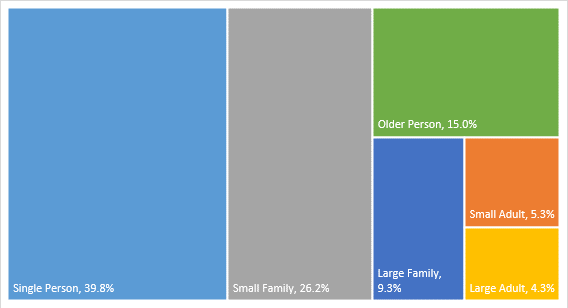 Single Person, 39.8%
Small Family, 26.2%
Older Person, 15.0%
Large Family,
9.3%
Small Adult, 5.3%
Large Adult, 4.3%